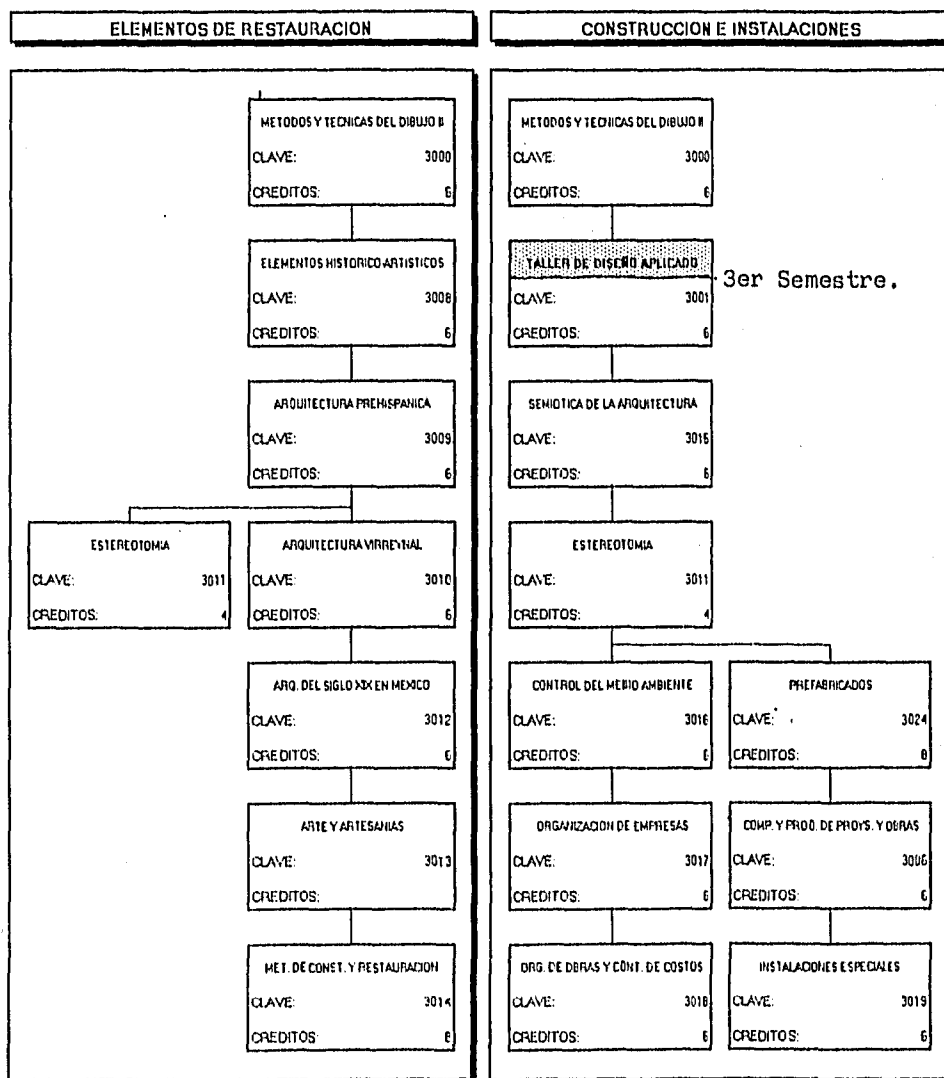 ELEMENTOS DE RESTAURACION
METODOS Y TECNICAS DEL DIBUJO II
CLAVE: 3000
CREDITOS: 6
ELEMENTOS HISTORICO-ARTISTICOS
CLAVE: 3008
CREDITOS: 6
ARQUITECTURA PREHISPANICA
CLAVE: 3009
CREDITOS: 6
ESTEREOTOMIA
CLAVE: 3011
CREDITOS: 4
ARQUITECTURA VIRREYNAL
CLAVE: 3010
CREDITOS: 6
ARQ. DEL SIGLO XIX EN MEXICO
CLAVE: 3012
CREDITOS: 6
ARTE Y ARTESANIAS
CLAVE: 3013
CREDITOS:
MET. DE CONST. Y RESTAURACION
CLAVE: 3014
CREDITOS:
CONSTRUCCION E INSTALACIONES
METODOS Y TECNICAS DEL DIBUJO II
CLAVE: 3000
CREDITOS: 6
TALLER DE DISEÑO APLICADO
3er Semestre.
CLAVE: 3001
CREDITOS: 6
SEMIOTICA DE LA ARQUITECTURA
CLAVE:
CREDITOS: 6
ESTEREOTOMIA
CLAVE: 3011
CREDITOS: 4
CONTROL DEL MEDIO AMBIENTE
CLAVE: 3016
CREDITOS: 6
PREFABRICADOS
CLAVE: 3024
CREDITOS:
ORGANIZACION DE EMPRESAS
CLAVE: 3017
CREDITOS: 6
COMP. Y PROG. DE PROYS. Y OBRAS
CLAVE: 3006
CREDITOS: 6
ORG. DE OBRAS Y CONT. DE COSTOS
CLAVE: 3018
CREDITOS: 6
INSTALACIONES ESPECIALES
CLAVE: 3019
CREDITOS: 6